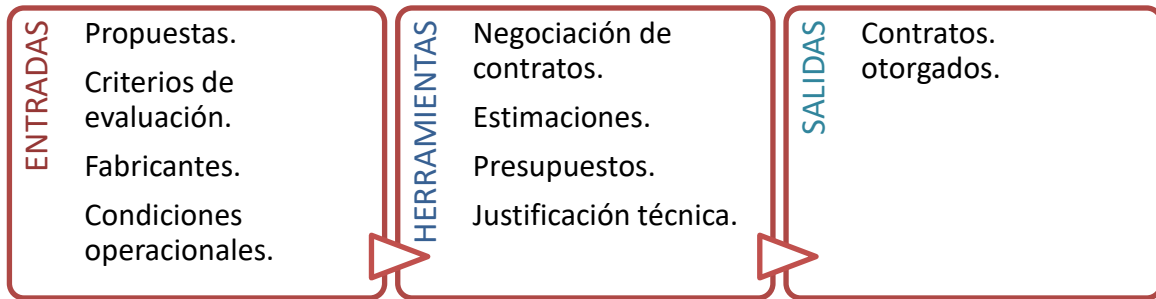 ENTRADAS
Propuestas.
Criterios de
evaluación.
Fabricantes.
Condiciones
operacionales.
HERRAMIENTAS
Negociación de
contratos.
Estimaciones.
Presupuestos.
Justificación técnica.
SALIDAS
Contratos.
otorgados.